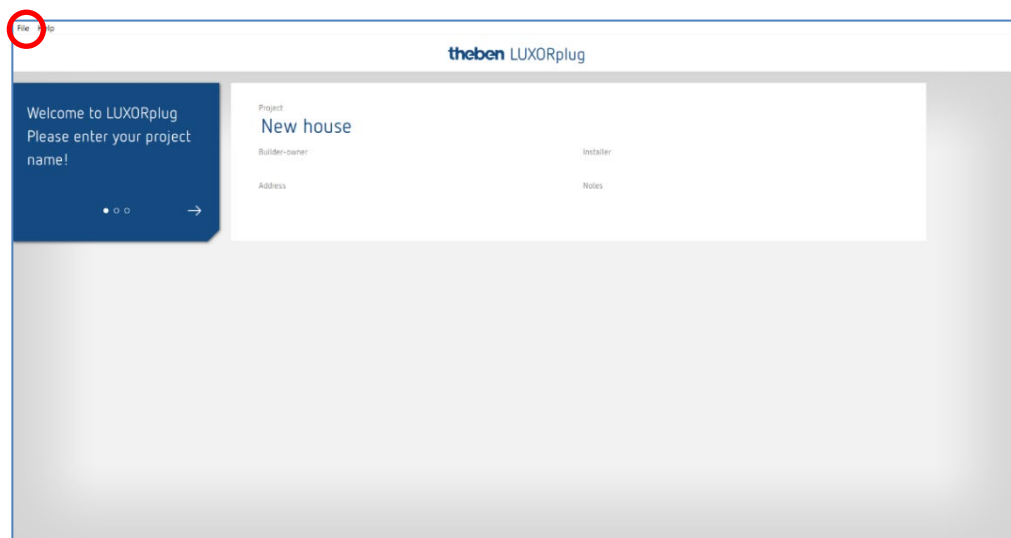 File Help
theben LUXORplug
Welcome to LUXORplug
Please enter your project
name!
Project
New house
Builder-owner
Installer
Address
Notes